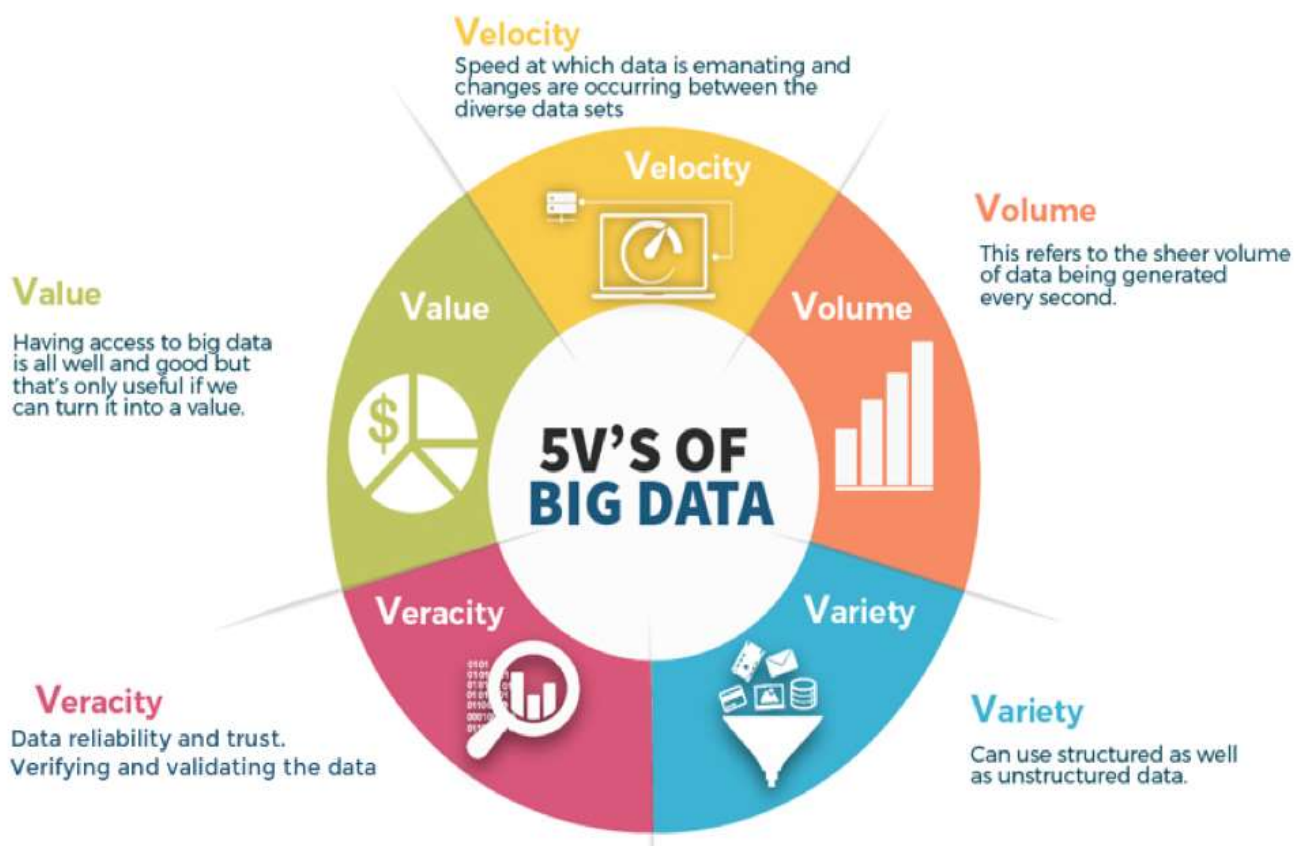 Velocity
Speed at which data is emanating and
changes are occurring between the
diverse data sets
Velocity
Volume
This refers to the sheer volume
of data being generated
every second.
Volume
Value
Having access to big data
is all well and good but
that's only useful if we
can turn it into a value.
Value
5V'S OF
BIG DATA
Veracity
Variety
0101
Veracity
Data reliability and trust.
Verifying and validating the data
Variety
Can use structured as well
as unstructured data.
$